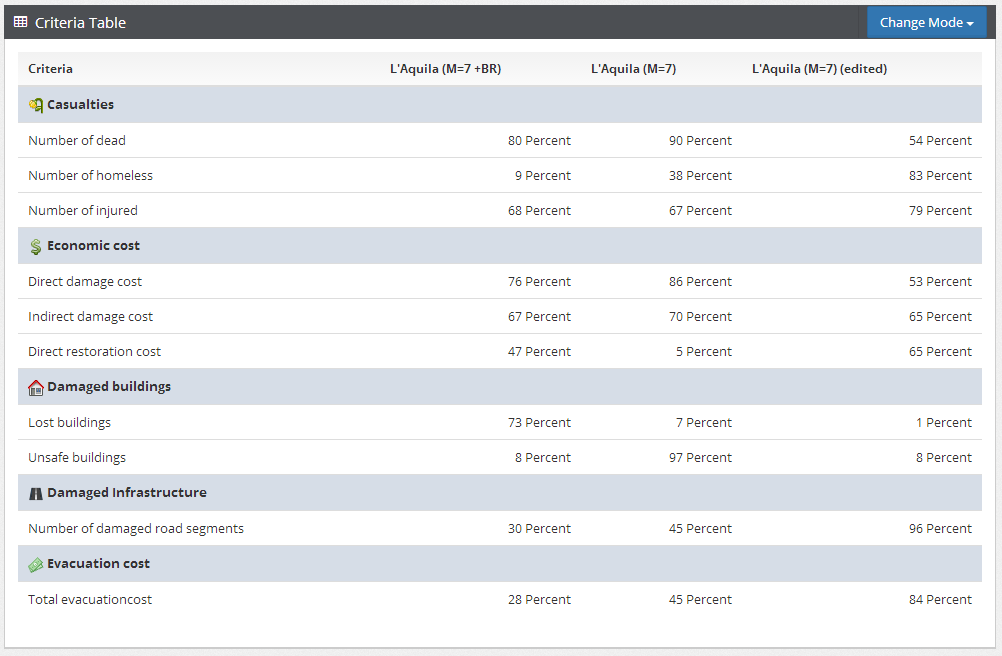 Criteria Table Change Mode
Criteria L'Aquila (M=7 +BR) L'Aquila (M=7) L'Aquila (M=7) (edited)
Casualties
Number of dead 80 Percent 90 Percent 54 Percent
Number of homeless 9 Percent 38 Percent 83 Percent
Number of injured 68 Percent 67 Percent 79 Percent
Economic cost
Direct damage cost 76 Percent 86 Percent 53 Percent
Indirect damage cost 67 Percent 70 Percent 65 Percent
Direct restoration cost 47 Percent 5 Percent 65 Percent
Damaged buildings
Lost buildings 73 Percent 7 Percent 1 Percent
Unsafe buildings 8 Percent 97 Percent 8 Percent
Damaged Infrastructure
Number of damaged road segments 30 Percent 45 Percent 96 Percent
Evacuation cost
Total evacuationcost 28 Percent 45 Percent 84 Percent